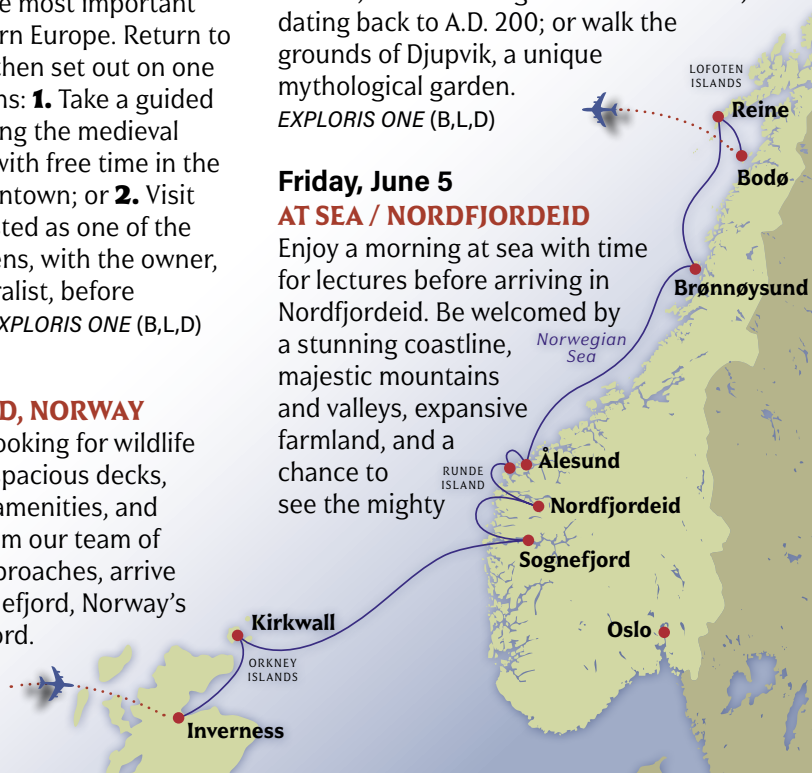 e most important
rn Europe. Return to
then set out on one
ns: 1. Take a guided
ng the medieval
with free time in the
ntown; or 2. Visit
sted as one of the
ens, with the owner,
ralist, before
XPLORIS ONE (B,L,D)
D, NORWAY
ooking for wildlife
pacious decks,
amenities, and
m our team of
proaches, arrive
efjord, Norway's
ord.
dating back to A.D. 200; or walk the
grounds of Djupvik, a unique
mythological garden.
EXPLORIS ONE (B,L,D)
Friday, June 5
AT SEA / NORDFJORDEID
Enjoy a morning at sea with time
for lectures before arriving in
Nordfjordeid. Be welcomed by
a stunning coastline,
majestic mountains
and valleys, expansive
farmland, and a
chance to
see the mighty
LOFOTEN
ISLANDS
Reine
Bodø
Brønnøysund
Norwegian
Sea
Ålesund
RUNDE
ISLAND
Nordfjordeid
Sognefjord
Oslo
Kirkwall
ORKNEY
ISLANDS
Inverness